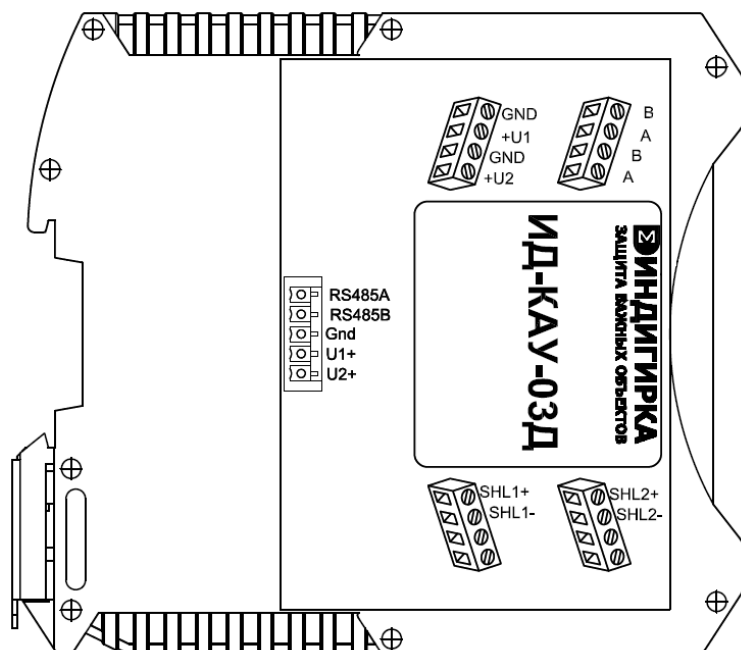 GND
+U1
GND
+U2
B
A
B
A
RS485A
RS485B
Gnd
U1+
U2+
ИД-КАУ-03Д
ИНДИГИРКА
ЗАЩИТА ВАЖНЫХ ОБЪЕКТОВ
SHL1+
SHL1-
SHL2+
SHL2-